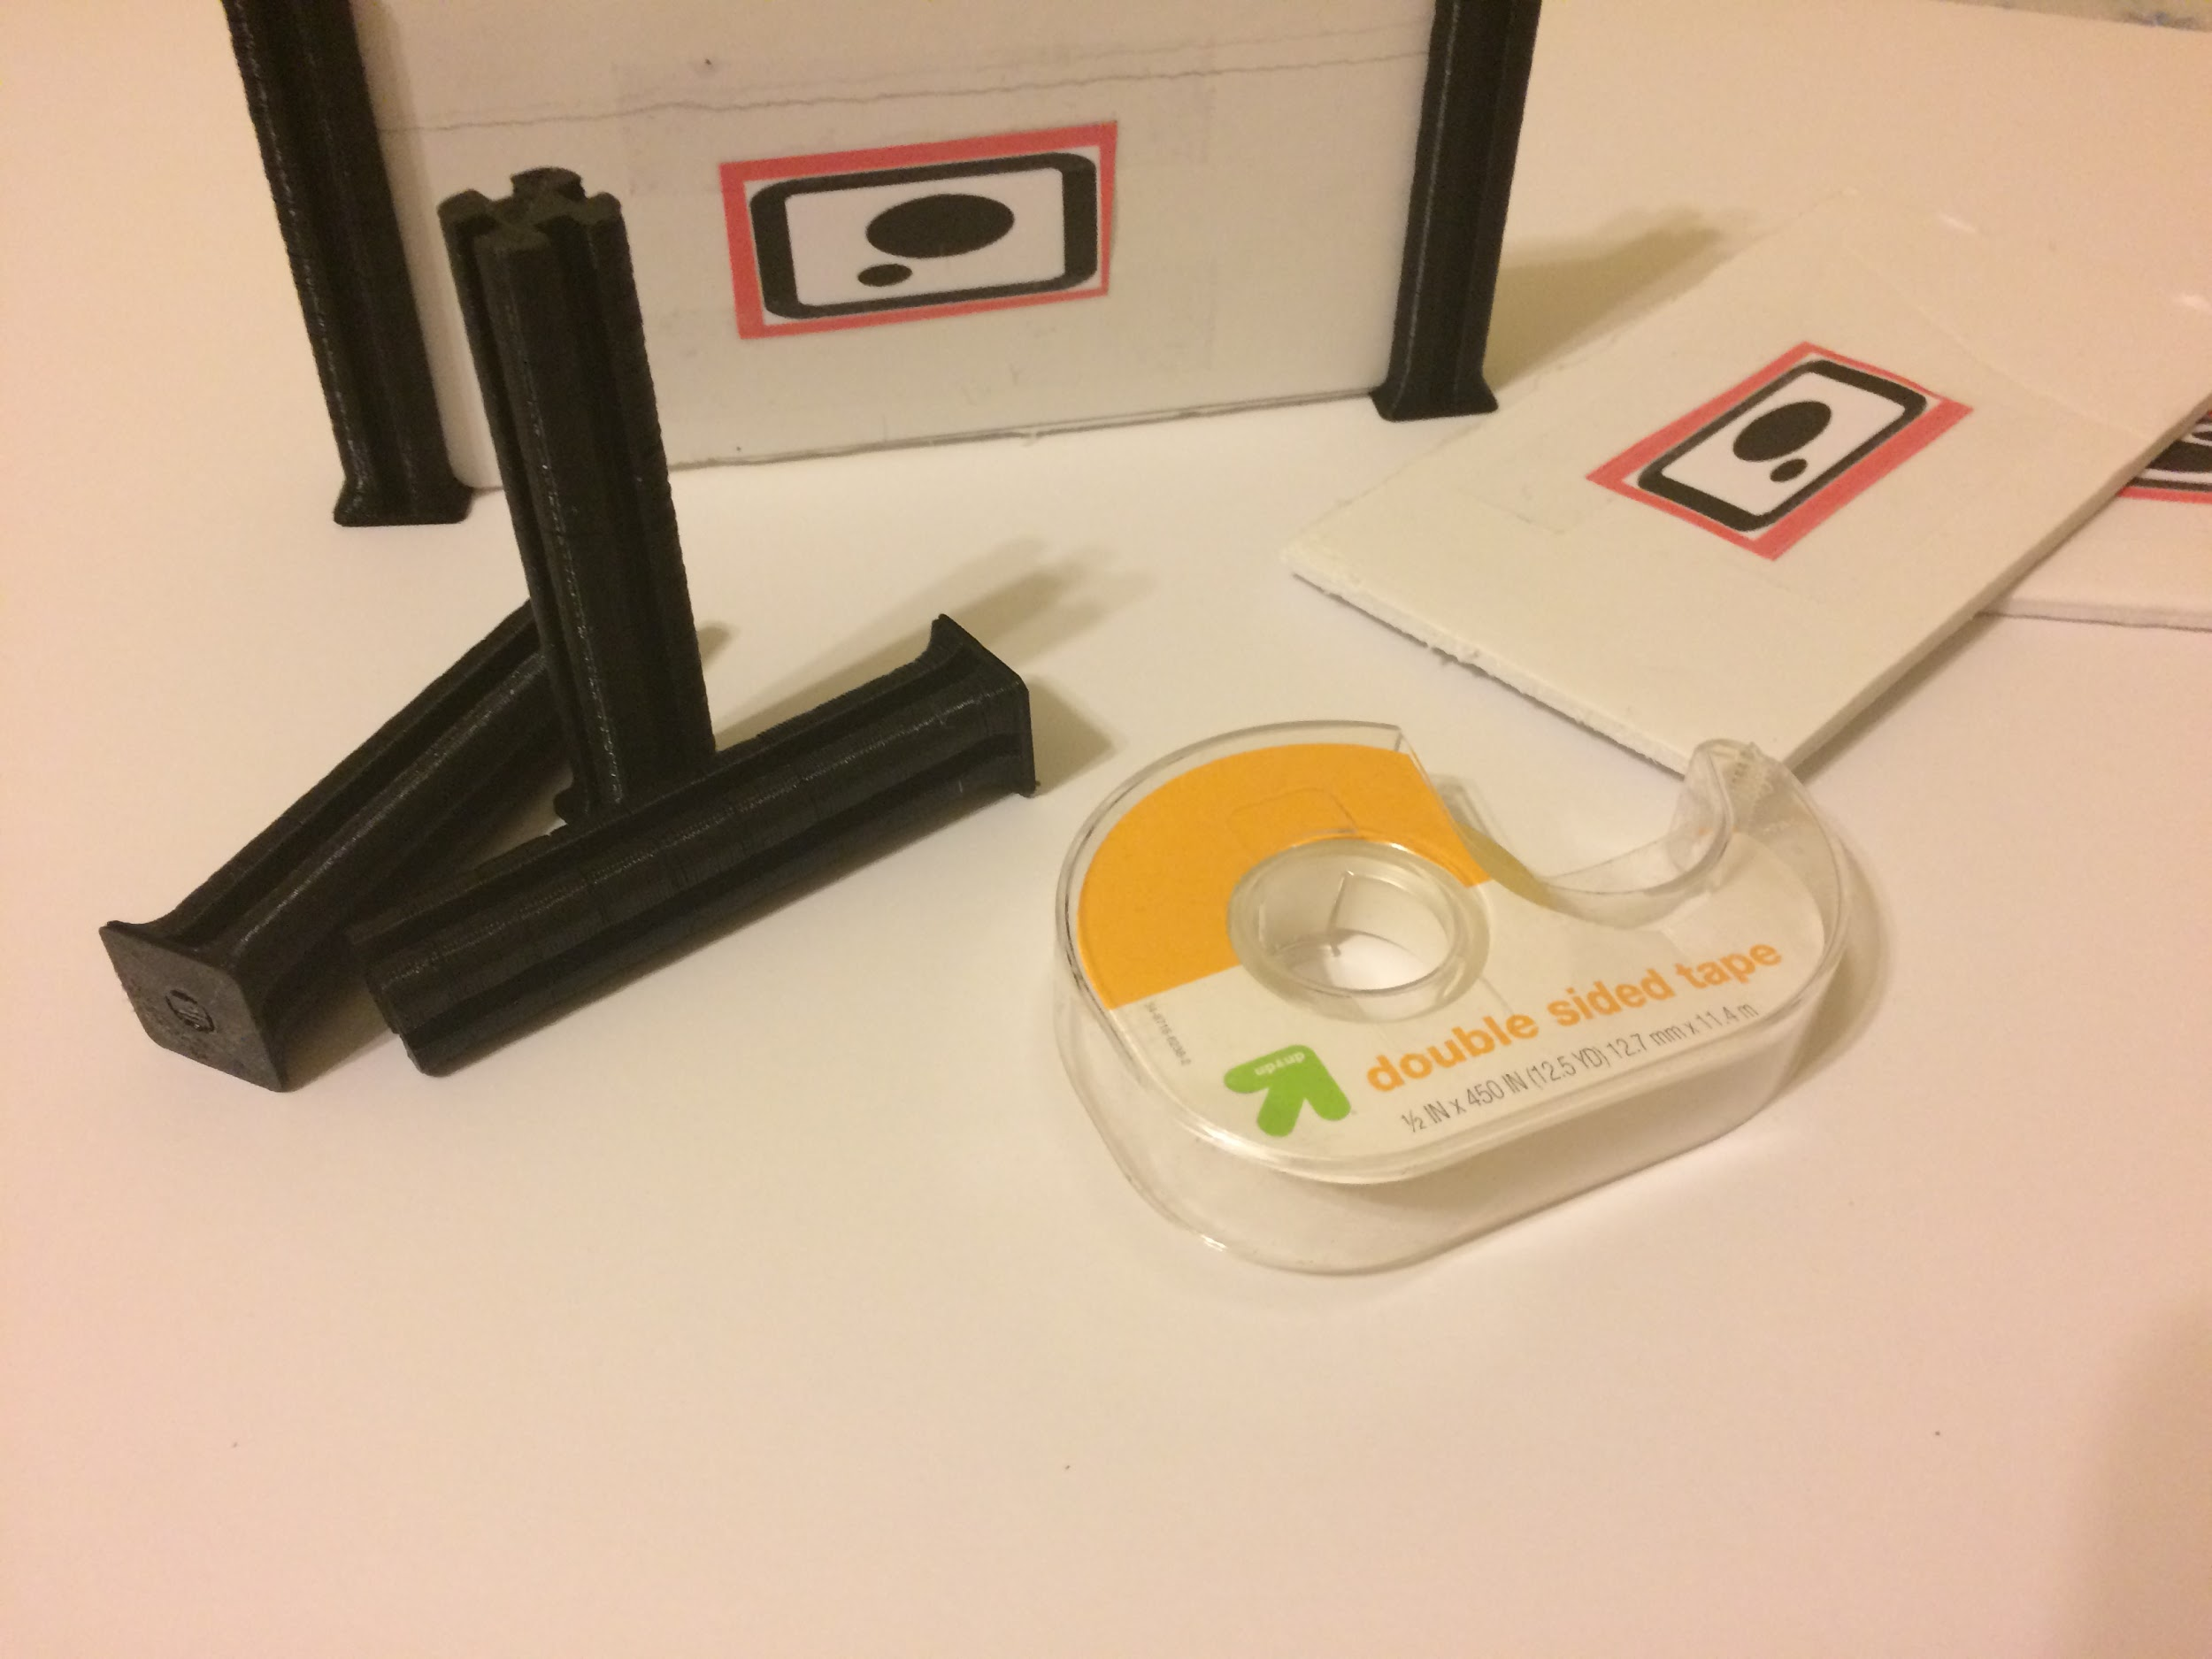 double sided tape
½ IN x 450 IN (12.5 YD) 12.7 mm x 11.4 m
up&up